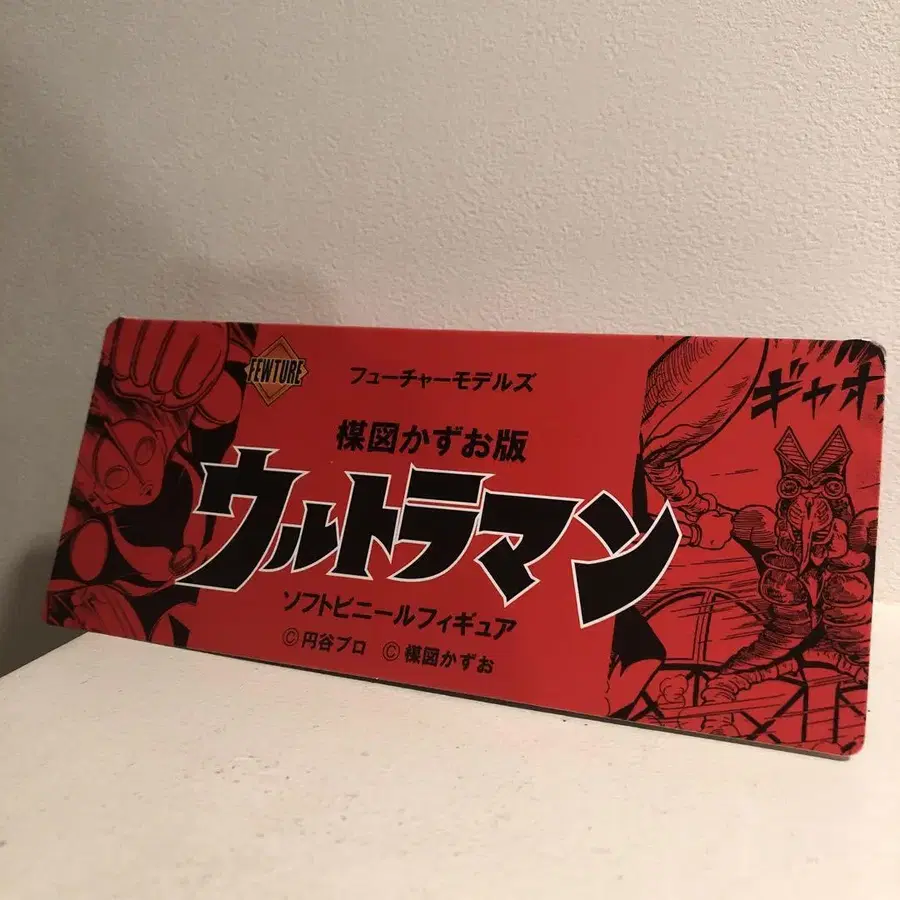 FEWTURE
フューチャーモデルズ
楳図かずお版
ウルトラマン
ソフトビニールフィギュア
©円谷プロ ©楳図かずお
ギャオ